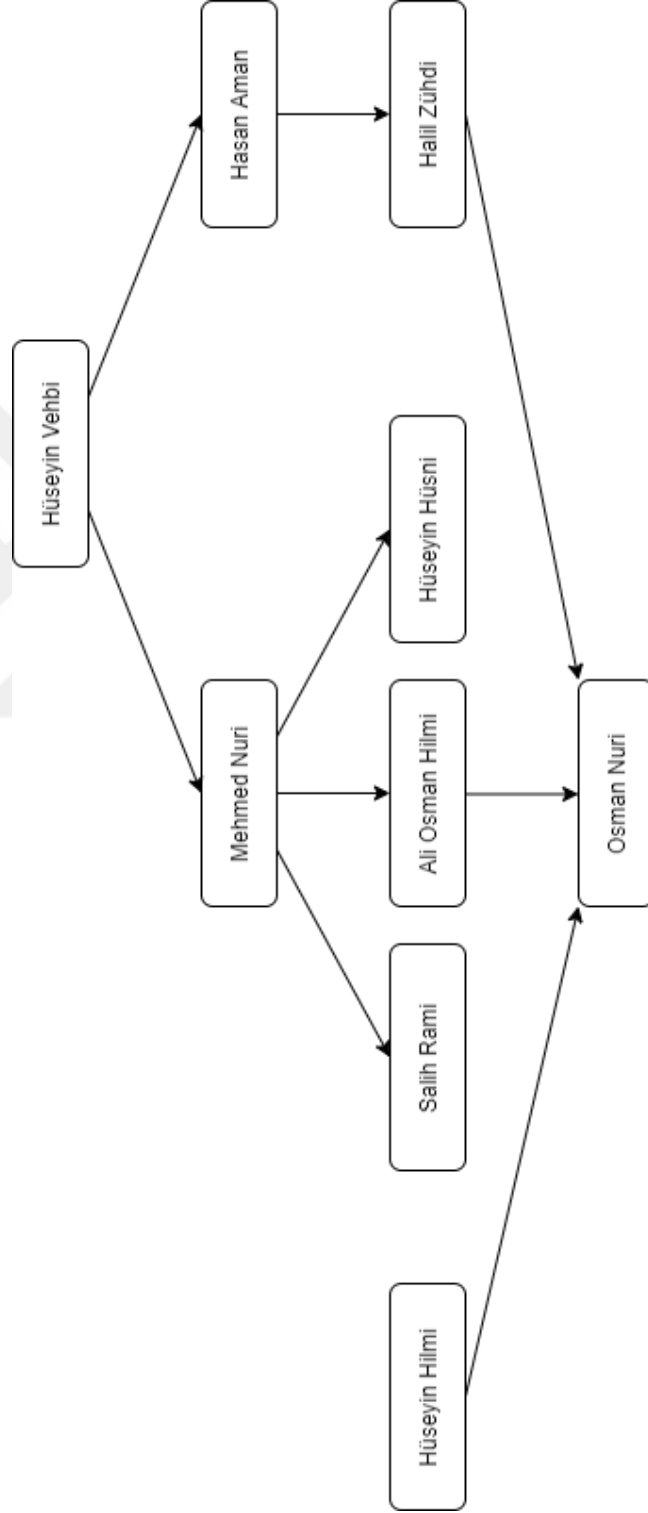 Hüseyin Vehbi
Mehmed Nuri
Hasan Aman
Hüseyin Hilmi
Salih Rami
Ali Osman Hilmi
Hüseyin Hüsni
Halil Zühdi
Osman Nuri